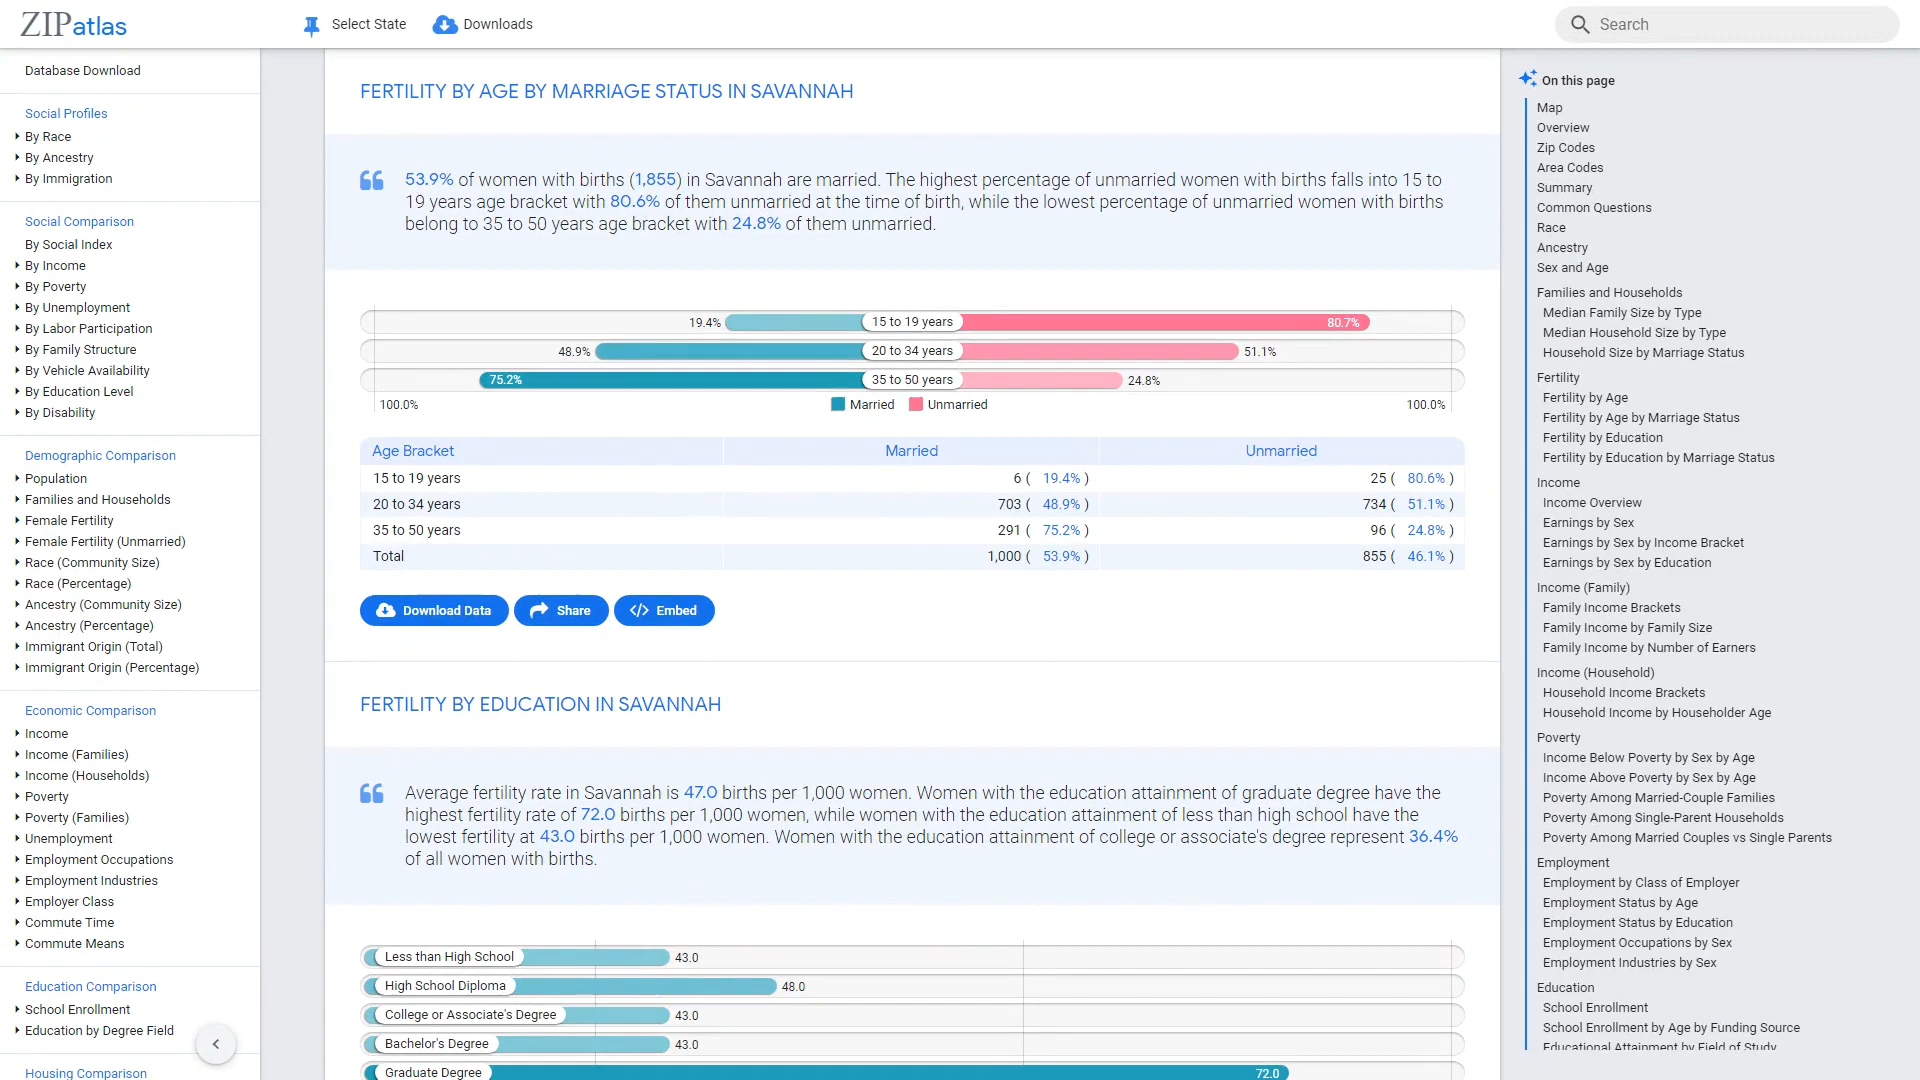 ZIPatlas
Select State
Downloads
Search
Database Download
Social Profiles
By Race
By Ancestry
By Immigration
Social Comparison
By Social Index
By Income
By Poverty
By Unemployment
By Labor Participation
By Family Structure
By Vehicle Availability
By Education Level
By Disability
Demographic Comparison
Population
Families and Households
Female Fertility
Female Fertility (Unmarried)
Race (Community Size)
Race (Percentage)
Ancestry (Community Size)
Ancestry (Percentage)
Immigrant Origin (Total)
Immigrant Origin (Percentage)
Economic Comparison
Income
Income (Families)
Income (Households)
Poverty
Poverty (Families)
Unemployment
Employment Occupations
Employment Industries
Employer Class
Commute Time
Commute Means
Education Comparison
School Enrollment
Education by Degree Field
Housing Comparison
FERTILITY BY AGE BY MARRIAGE STATUS IN SAVANNAH
53.9% of women with births (1,855) in Savannah are married. The highest percentage of unmarried women with births falls into 15 to
19 years age bracket with 80.6% of them unmarried at the time of birth, while the lowest percentage of unmarried women with births
belong to 35 to 50 years age bracket with 24.8% of them unmarried.
19.4% 15 to 19 years 80.7%
48.9% 20 to 34 years 51.1%
75.2% 35 to 50 years 24.8%
100.0% Married Unmarried 100.0%
Age Bracket Married Unmarried
15 to 19 years 6 ( 19.4% ) 25 ( 80.6% )
20 to 34 years 703 ( 48.9% ) 734 ( 51.1% )
35 to 50 years 291 ( 75.2% ) 96 ( 24.8% )
Total 1,000 ( 53.9% ) 855 ( 46.1% )
Download Data Share Embed
FERTILITY BY EDUCATION IN SAVANNAH
Average fertility rate in Savannah is 47.0 births per 1,000 women. Women with the education attainment of graduate degree have the
highest fertility rate of 72.0 births per 1,000 women, while women with the education attainment of less than high school have the
lowest fertility at 43.0 births per 1,000 women. Women with the education attainment of college or associate's degree represent 36.4%
of all women with births.
Less than High School 43.0
High School Diploma 48.0
College or Associate's Degree 43.0
Bachelor's Degree 43.0
Graduate Degree 72.0
On this page
Map
Overview
Zip Codes
Area Codes
Summary
Common Questions
Race
Ancestry
Sex and Age
Families and Households
Median Family Size by Type
Median Household Size by Type
Household Size by Marriage Status
Fertility
Fertility by Age
Fertility by Age by Marriage Status
Fertility by Education
Fertility by Education by Marriage Status
Income
Income Overview
Earnings by Sex
Earnings by Sex by Income Bracket
Earnings by Sex by Education
Income (Family)
Family Income Brackets
Family Income by Family Size
Family Income by Number of Earners
Income (Household)
Household Income Brackets
Household Income by Householder Age
Poverty
Income Below Poverty by Sex by Age
Income Above Poverty by Sex by Age
Poverty Among Married-Couple Families
Poverty Among Single-Parent Households
Poverty Among Married Couples vs Single Parents
Employment
Employment by Class of Employer
Employment Status by Age
Employment Status by Education
Employment Occupations by Sex
Employment Industries by Sex
Education
School Enrollment
School Enrollment by Age by Funding Source
Educational Attainment by Field of Study